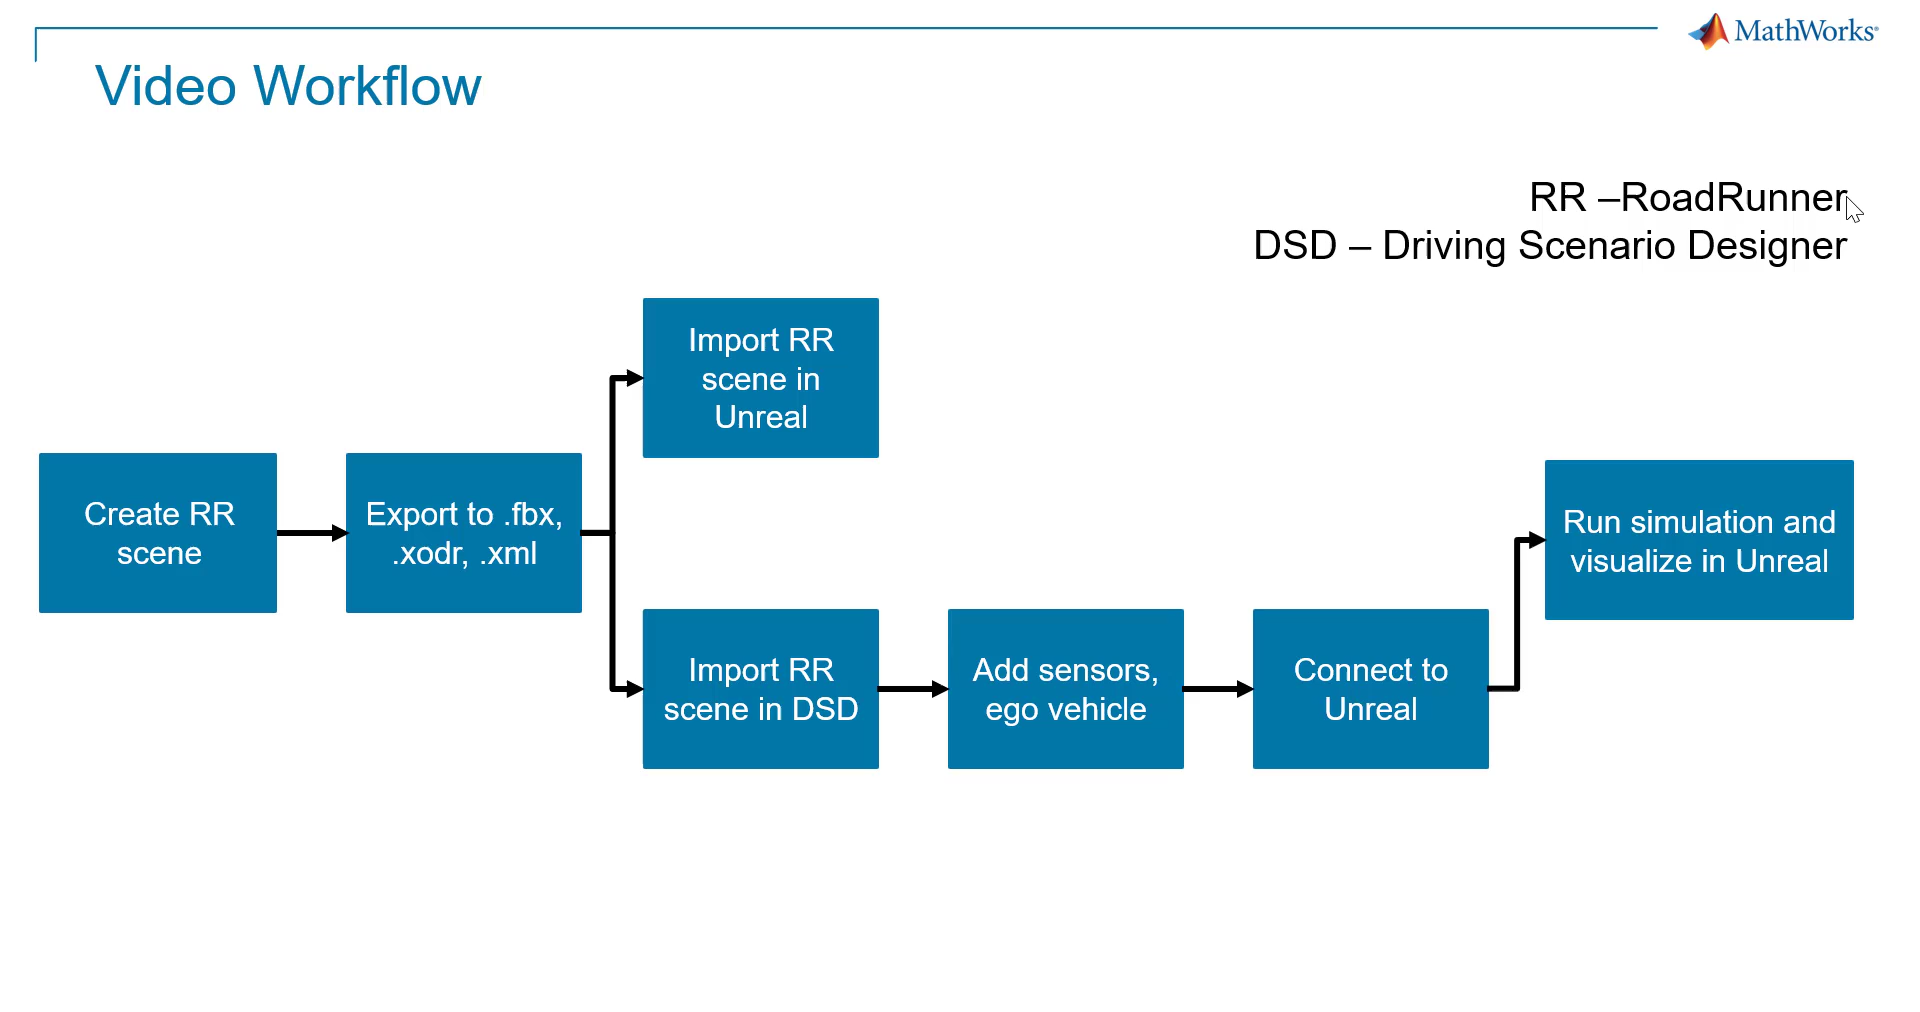 MathWorks®
Video Workflow
RR –RoadRunner
DSD – Driving Scenario Designer
Import RR
scene in
Unreal
Create RR
scene
Export to .fbx,
.xodr, .xml
Run simulation and
visualize in Unreal
Import RR
scene in DSD
Add sensors,
ego vehicle
Connect to
Unreal